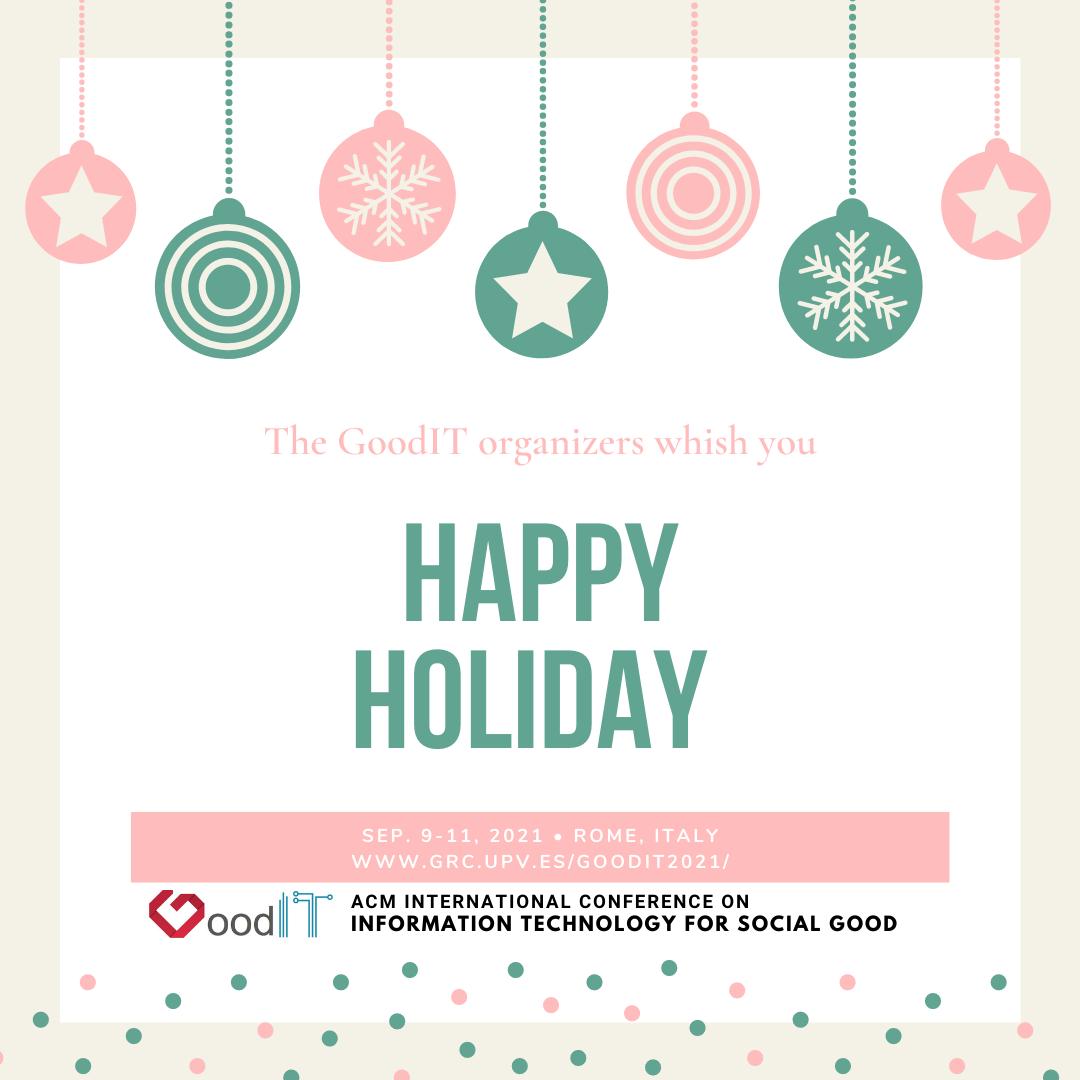 The GoodIT organizers whish you
HAPPY
HOLIDAY
SEP. 9-11, 2021 • ROME, ITALY
WWW.GRC.UPV.ES/GOODIT2021/
GoodIT
ACM INTERNATIONAL CONFERENCE ON
INFORMATION TECHNOLOGY FOR SOCIAL GOOD